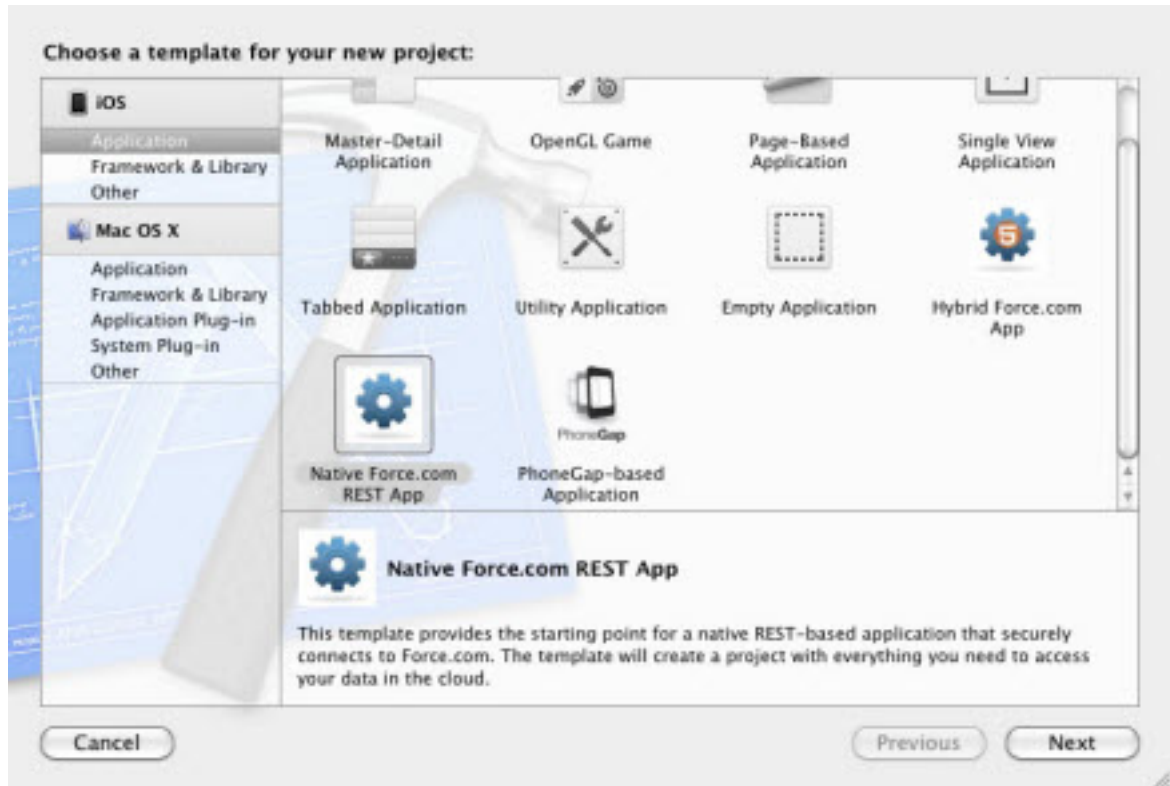 Choose a template for your new project:
iOS
Application
Framework & Library
Other
Mac OS X
Application
Framework & Library
Application Plug-in
System Plug-in
Other
Master-Detail
Application
OpenGL Game
Page-Based
Application
Single View
Application
Tabbed Application
Utility Application
Empty Application
5
Hybrid Force.com
App
Native Force.com
REST App
PhoneGap
PhoneGap-based
Application
Native Force.com REST App
This template provides the starting point for a native REST-based application that securely
connects to Force.com. The template will create a project with everything you need to access
your data in the cloud.
Cancel
Previous
Next